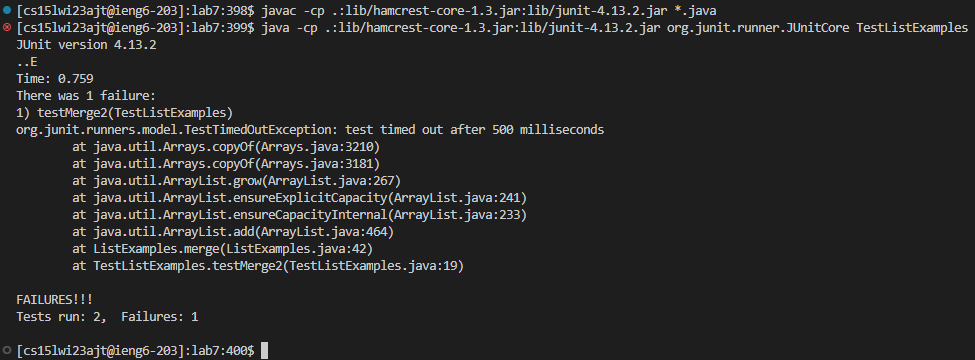 [cs15lwi23ajt@ieng6-203]:lab7:398$ javac -cp .:lib/hamcrest-core-1.3.jar:lib/junit-4.13.2.jar *.java
[cs15lwi23ajt@ieng6-203]:lab7:399$ java -cp .:lib/hamcrest-core-1.3.jar:lib/junit-4.13.2.jar org.junit.runner.JUnitCore TestListExamples
JUnit version 4.13.2
..E
Time: 0.759
There was 1 failure:
1) testMerge2(TestListExamples)
org.junit.runners.model.TestTimedOutException: test timed out after 500 milliseconds
        at java.util.Arrays.copyOf(Arrays.java:3210)
        at java.util.Arrays.copyOf(Arrays.java:3181)
        at java.util.ArrayList.grow(ArrayList.java:267)
        at java.util.ArrayList.ensureExplicitCapacity(ArrayList.java:241)
        at java.util.ArrayList.ensureCapacityInternal(ArrayList.java:233)
        at java.util.ArrayList.add(ArrayList.java:464)
        at ListExamples.merge(ListExamples.java:42)
        at TestListExamples.testMerge2(TestListExamples.java:19)

FAILURES!!!
Tests run: 2,  Failures: 1

[cs15lwi23ajt@ieng6-203]:lab7:400$